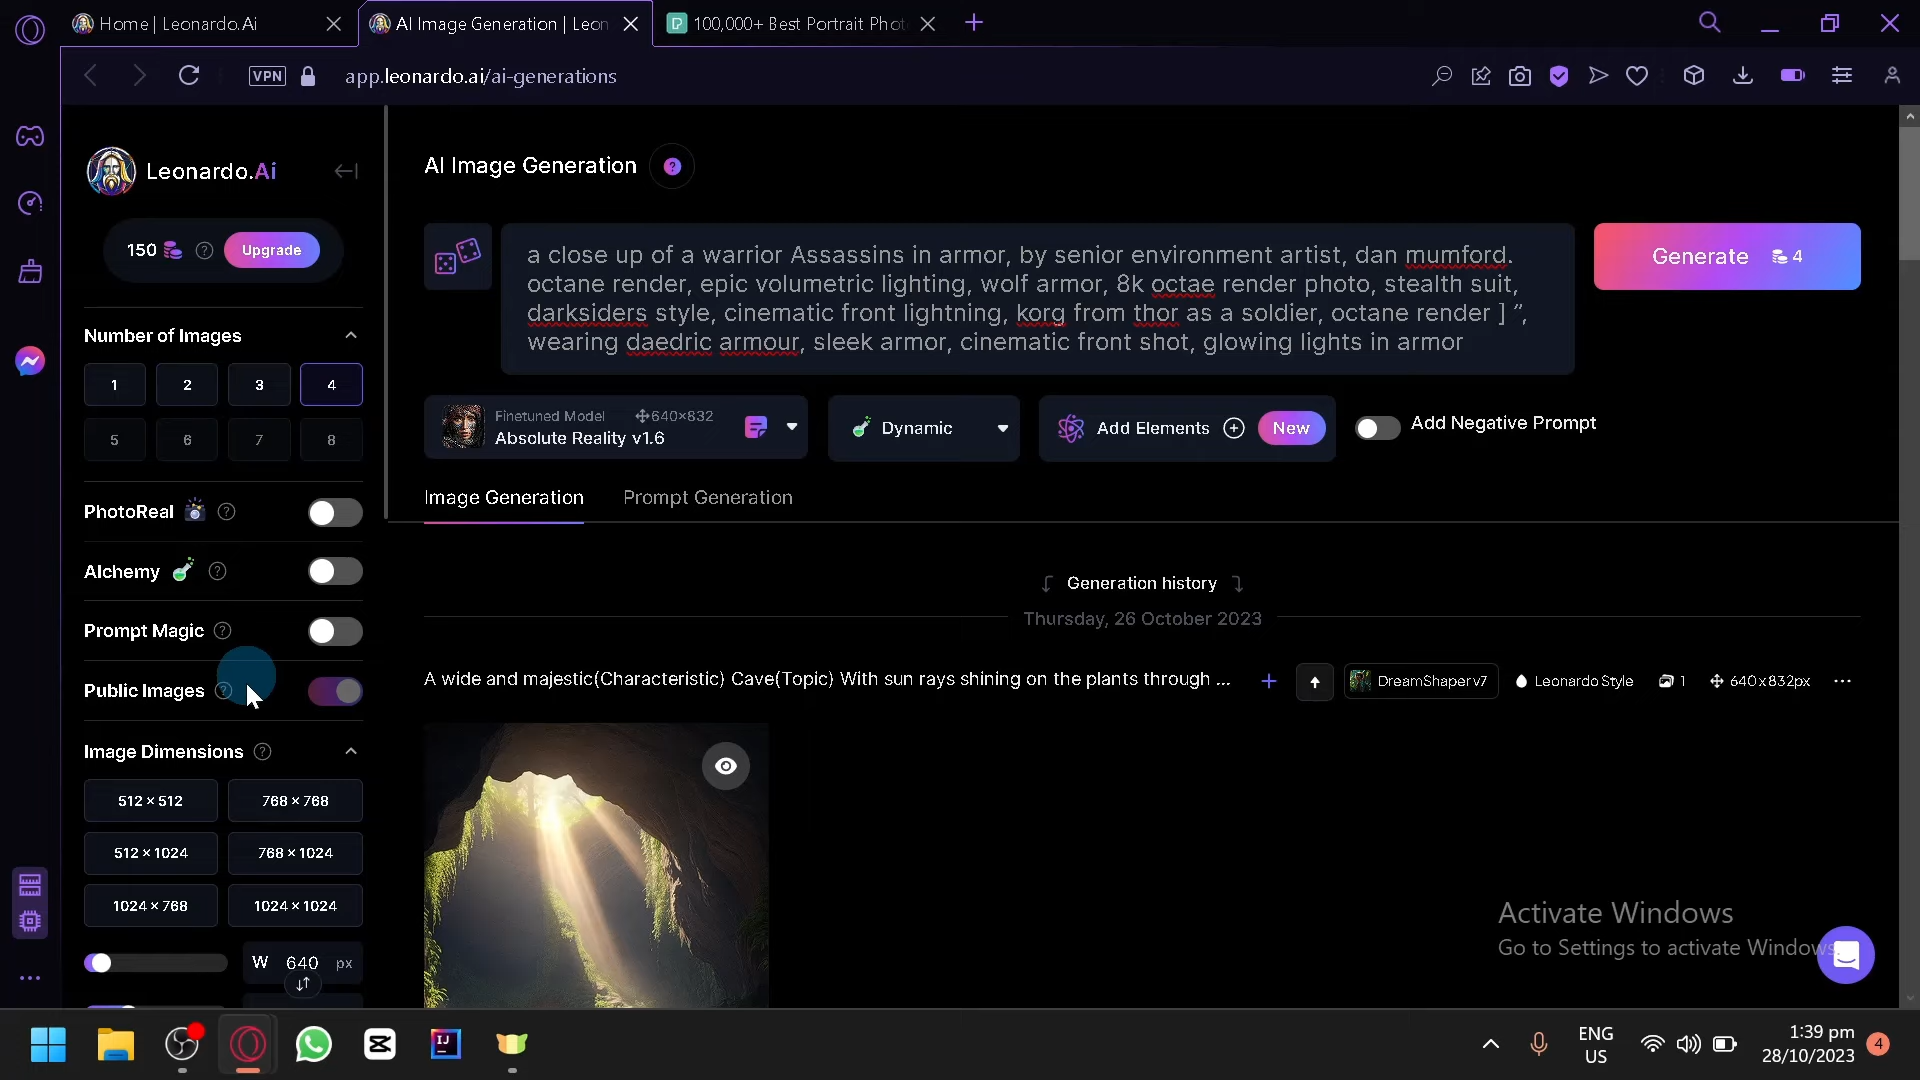 Home | Leonardo.Ai
AI Image Generation | Leon
100,000+ Best Portrait Phot
VPN
app.leonardo.ai/ai-generations
Leonardo.Ai
150
Upgrade
Number of Images
1 2 3 4
5 6 7 8
PhotoReal
Alchemy
Prompt Magic
Public Images
Image Dimensions
512 × 512 768 × 768
512 × 1024 768 × 1024
1024 × 768 1024 × 1024
W 640 px
AI Image Generation
a close up of a warrior Assassins in armor, by senior environment artist, dan mumford.
octane render, epic volumetric lighting, wolf armor, 8k octae render photo, stealth suit,
darksiders style, cinematic front lightning, korg from thor as a soldier, octane render ] ”,
wearing daedric armour, sleek armor, cinematic front shot, glowing lights in armor
Generate 4
Finetuned Model 640×832
Absolute Reality v1.6
Dynamic
Add Elements New
Add Negative Prompt
Image Generation Prompt Generation
Generation history
Thursday, 26 October 2023
A wide and majestic(Characteristic) Cave(Topic) With sun rays shining on the plants through ...
DreamShaper v7 Leonardo Style 1 640x832px
Activate Windows
Go to Settings to activate Windows
ENG
US
1:39 pm
28/10/2023
4